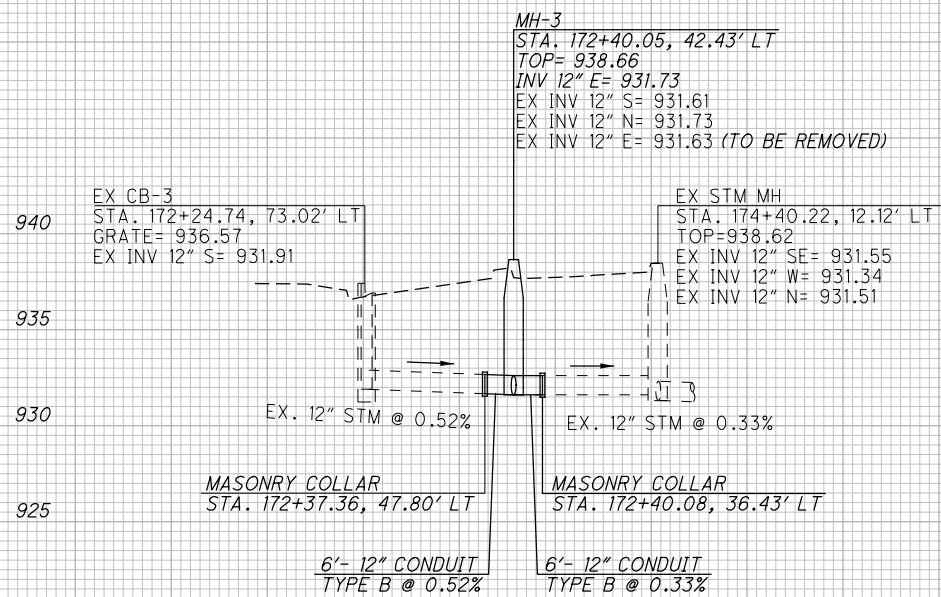 MH-3
STA. 172+40.05, 42.43' LT
TOP= 938.66
INV 12" E= 931.73
EX INV 12" S= 931.61
EX INV 12" N= 931.73
EX INV 12" E= 931.63 (TO BE REMOVED)
EX CB-3
STA. 172+24.74, 73.02' LT
GRATE= 936.57
EX INV 12" S= 931.91
EX STM MH
STA. 174+40.22, 12.12' LT
TOP=938.62
EX INV 12" SE= 931.55
EX INV 12" W= 931.34
EX INV 12" N= 931.51
940
935
930
925
EX. 12" STM @ 0.52%
EX. 12" STM @ 0.33%
MASONRY COLLAR
STA. 172+37.36, 47.80' LT
MASONRY COLLAR
STA. 172+40.08, 36.43' LT
6'- 12" CONDUIT
TYPE B @ 0.52%
6'- 12" CONDUIT
TYPE B @ 0.33%